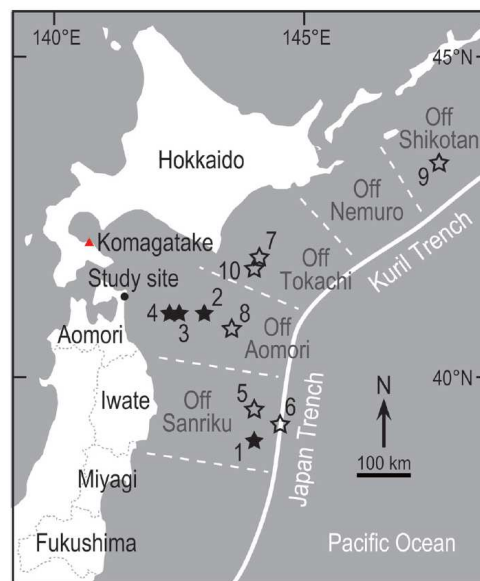 140°E
145°E
45°N
Off
Shikotan
9
Hokkaido
Off
Nemuro
Komagatake
7
10
Off
Tokachi
Kuril Trench
Study site
4
3
2
8
Off
Aomori
Aomori
40°N
Iwate
Off
Sanriku
5
6
1
Japan Trench
N
100 km
Miyagi
Fukushima
Pacific Ocean